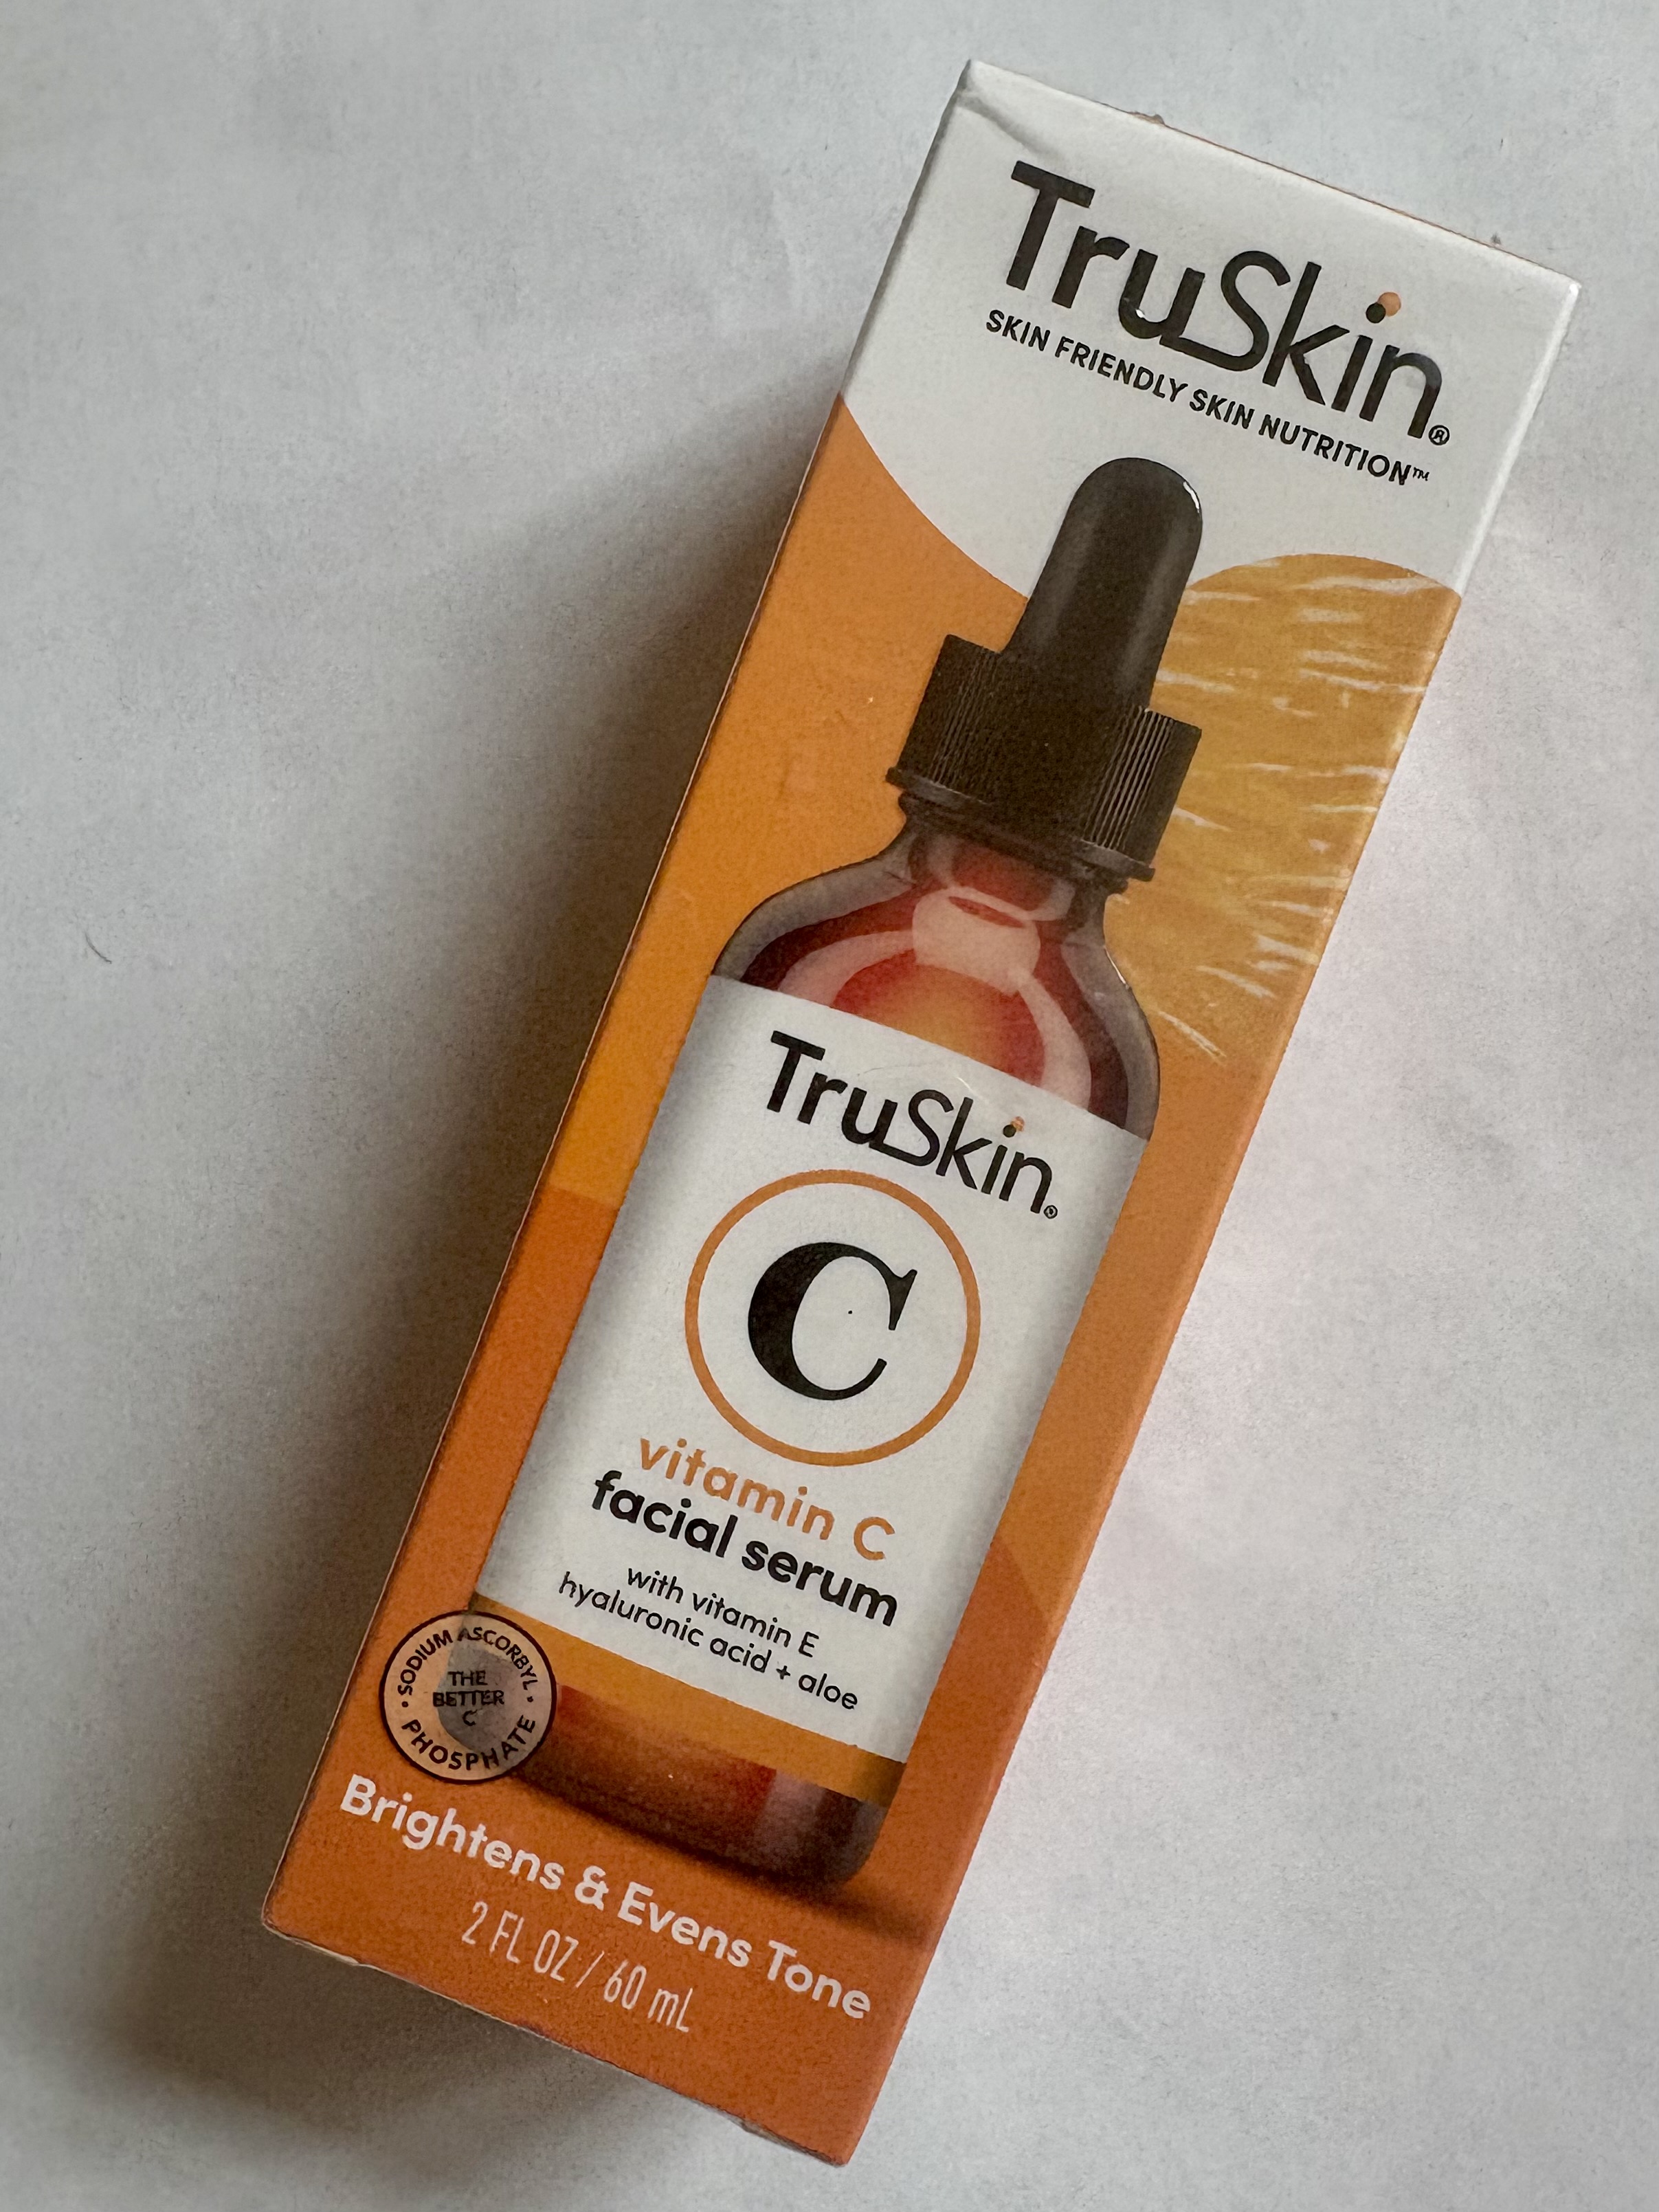 TruSkin®
SKIN FRIENDLY SKIN NUTRITION™
TruSkin®
C
vitamin C
facial serum
with vitamin E
hyaluronic acid + aloe
• SODIUM ASCORBYL •
PHOSPHATE
THE
BETTER
C
Brightens & Evens Tone
2 FL OZ / 60 mL